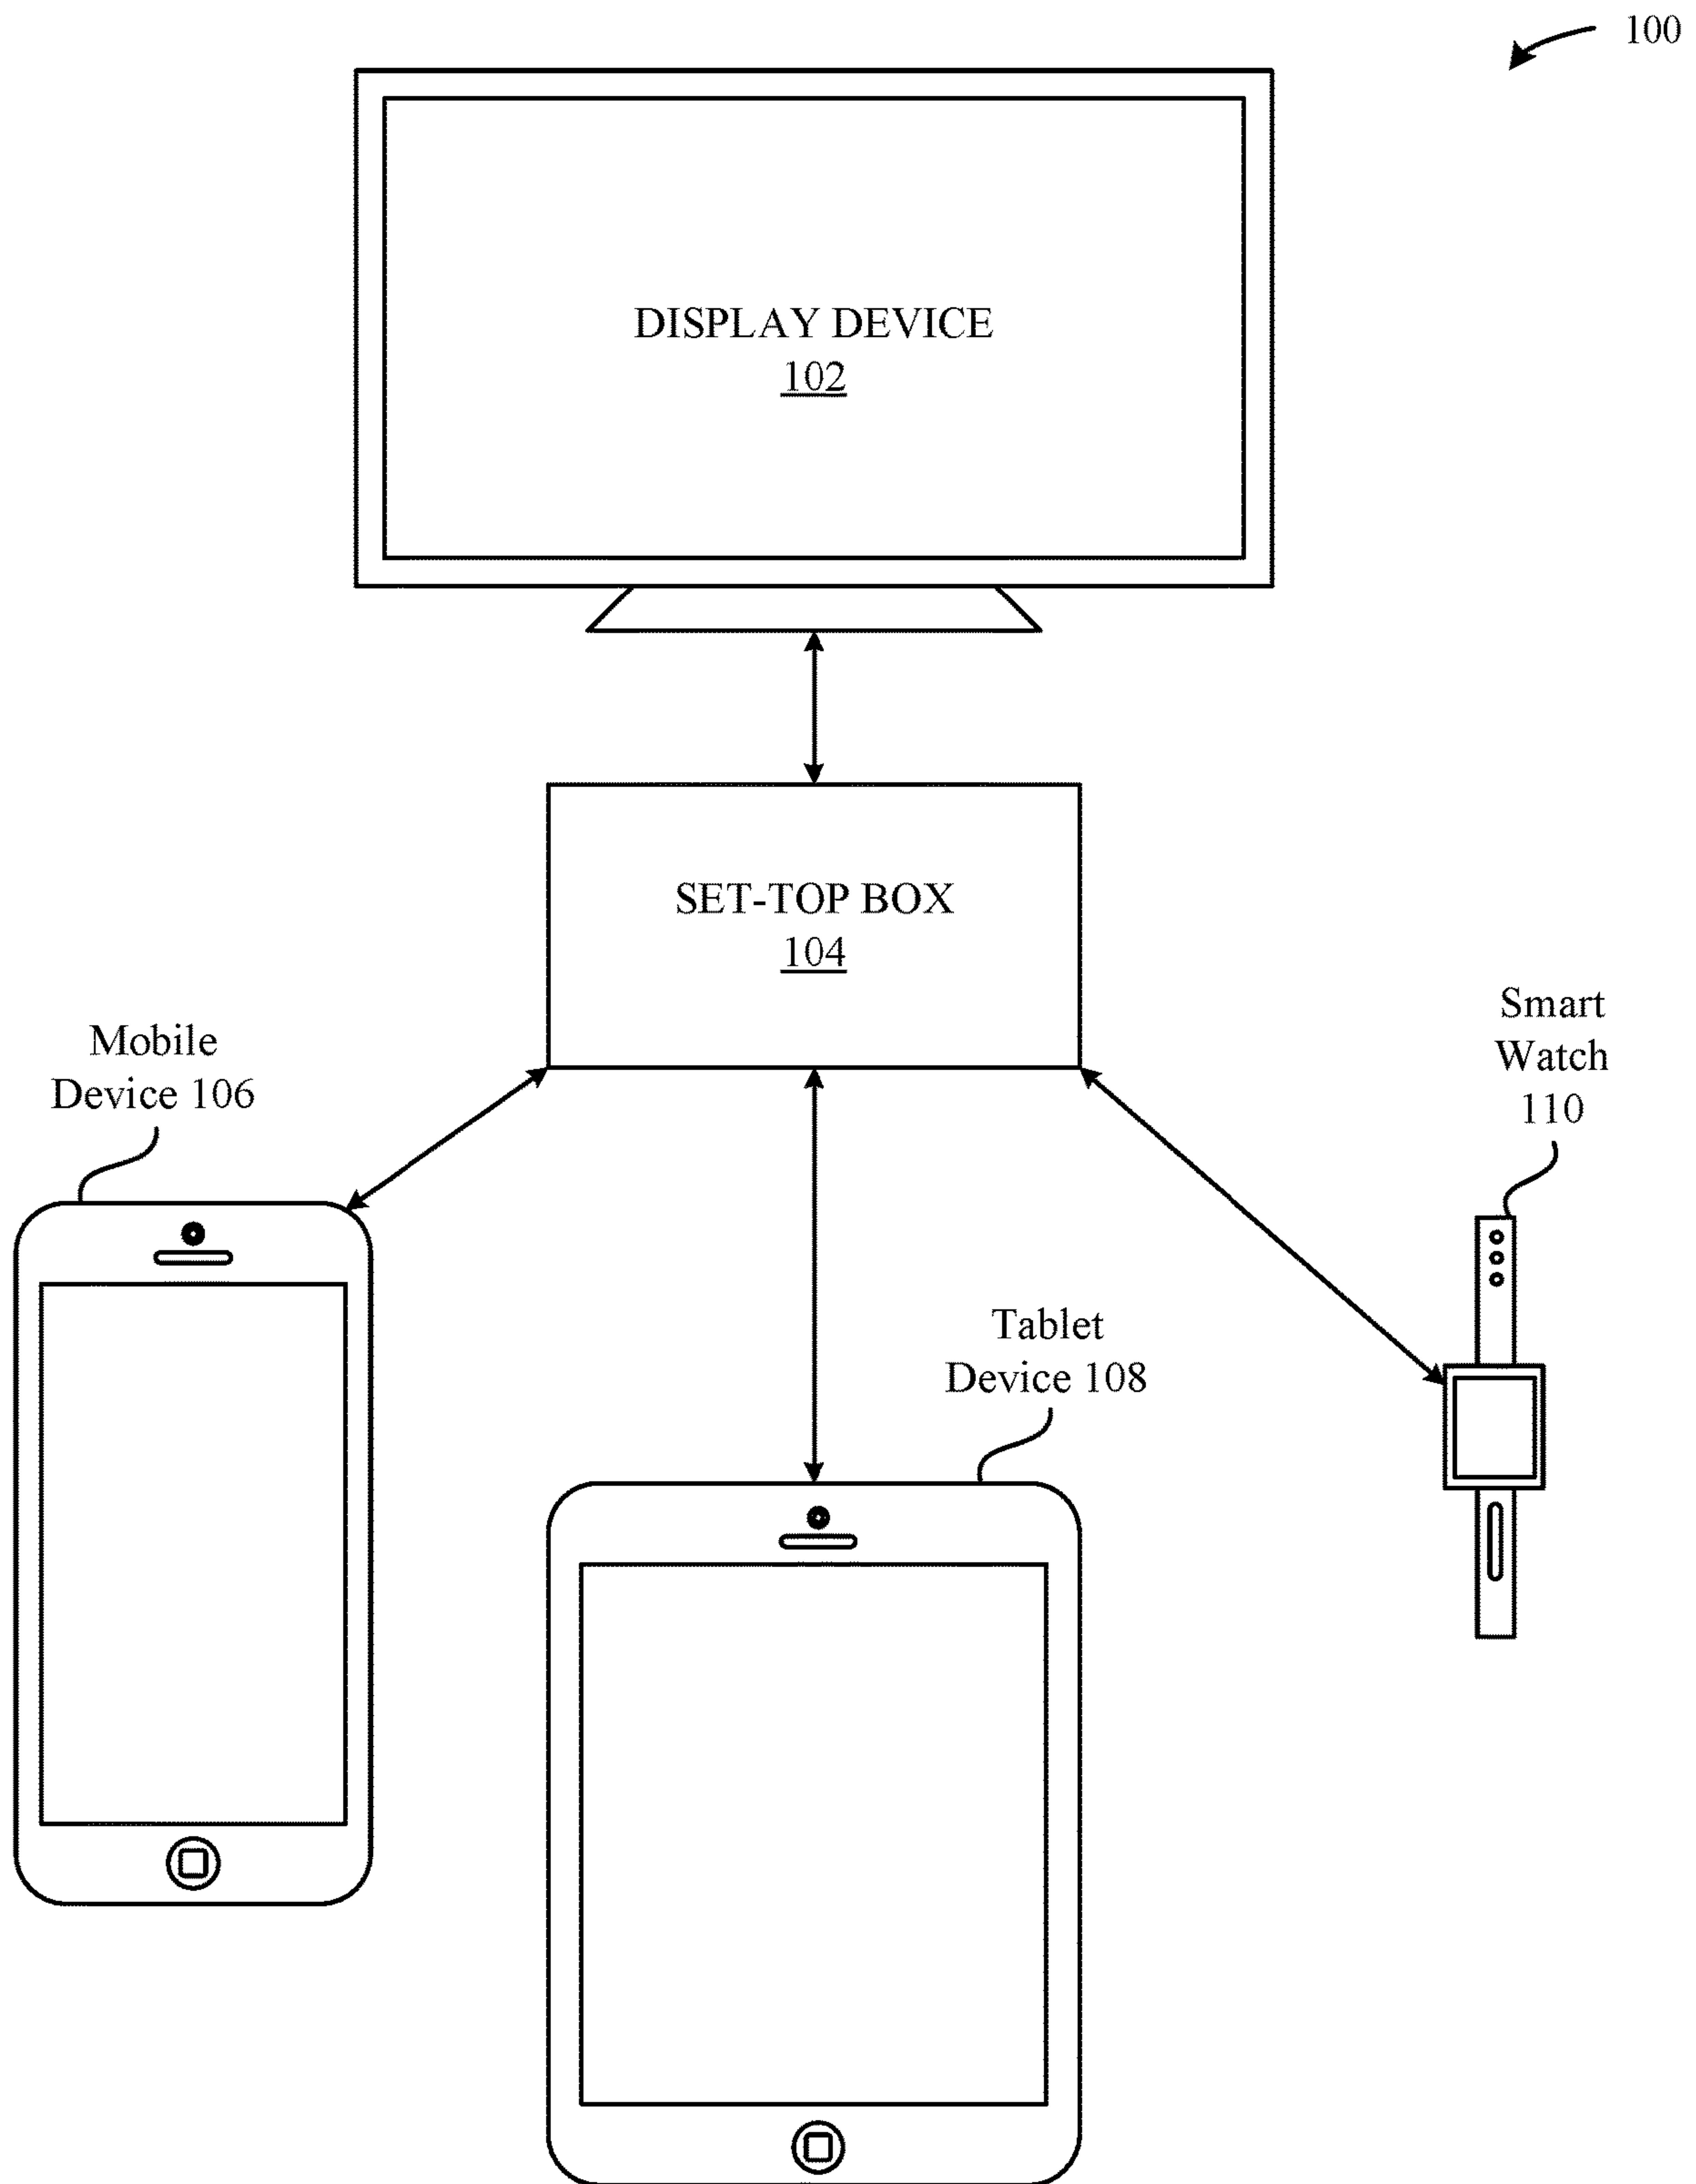 100
DISPLAY DEVICE
102
SET-TOP BOX
104
Mobile
Device 106
Smart
Watch
110
Tablet
Device 108